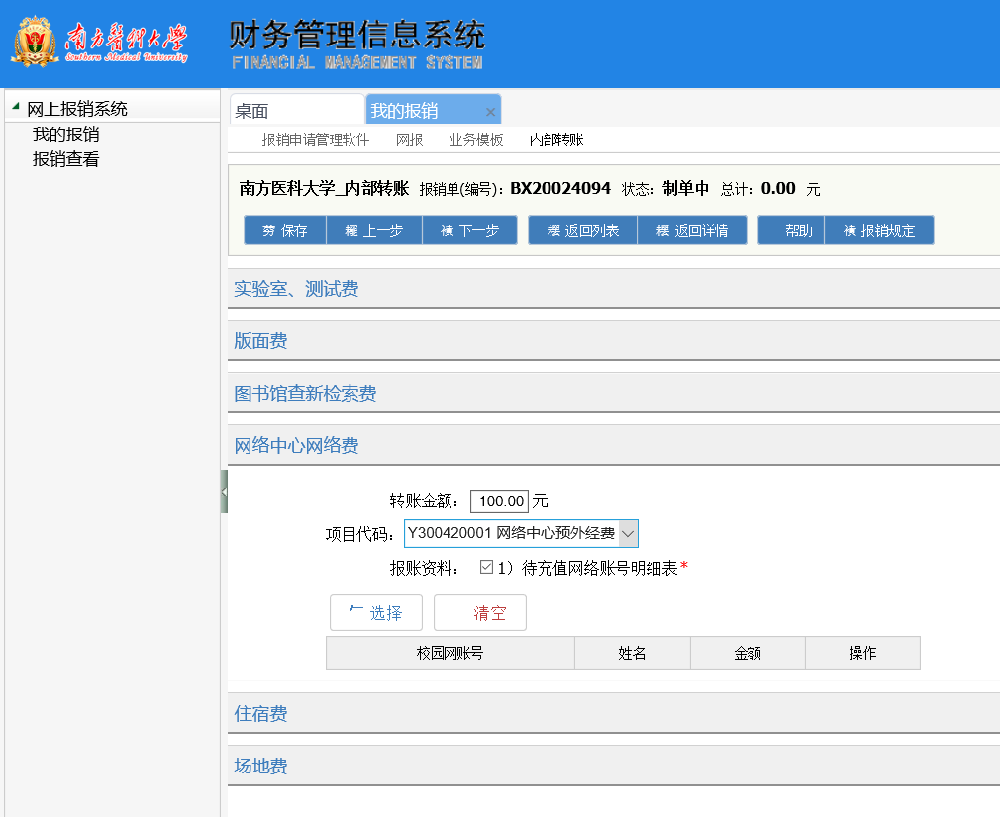 南方医科大学
Southern Medical University
财务管理信息系统
FINANCIAL MANAGEMENT SYSTEM
网上报销系统
我的报销
报销查看
桌面
我的报销 ×
报销申请管理软件 网报 业务模板 内部转账
南方医科大学_内部转账 报销单(编号): BX20024094 状态: 制单中 总计: 0.00 元
保存 上一步 下一步 返回列表 返回详情 帮助 报销规定
实验室、测试费
版面费
图书馆查新检索费
网络中心网络费
转账金额: 100.00 元
项目代码: Y300420001 网络中心预外经费
报账资料: 1）待充值网络账号明细表*
选择 清空
校园网账号 姓名 金额 操作
住宿费
场地费